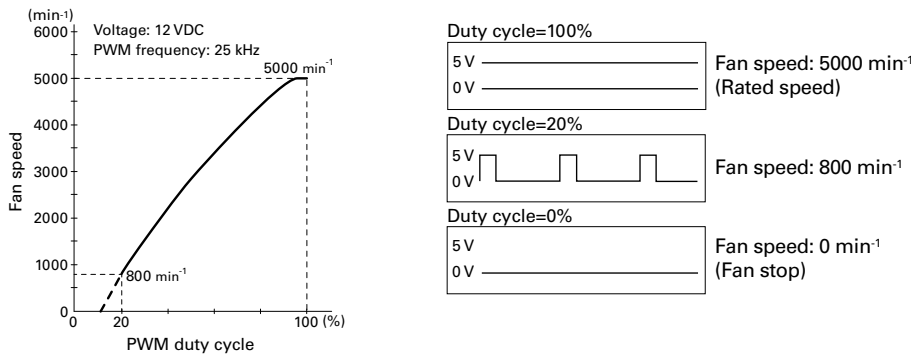 (min-1)
6000
5000
4000
3000
2000
1000
0
Fan speed
Voltage: 12 VDC
PWM frequency: 25 kHz
5000 min-1
800 min-1
0
20
100 (%)
PWM duty cycle
Duty cycle=100%
5 V
0 V
Fan speed: 5000 min-1
(Rated speed)
Duty cycle=20%
5 V
0 V
Fan speed: 800 min-1
Duty cycle=0%
5 V
0 V
Fan speed: 0 min-1
(Fan stop)